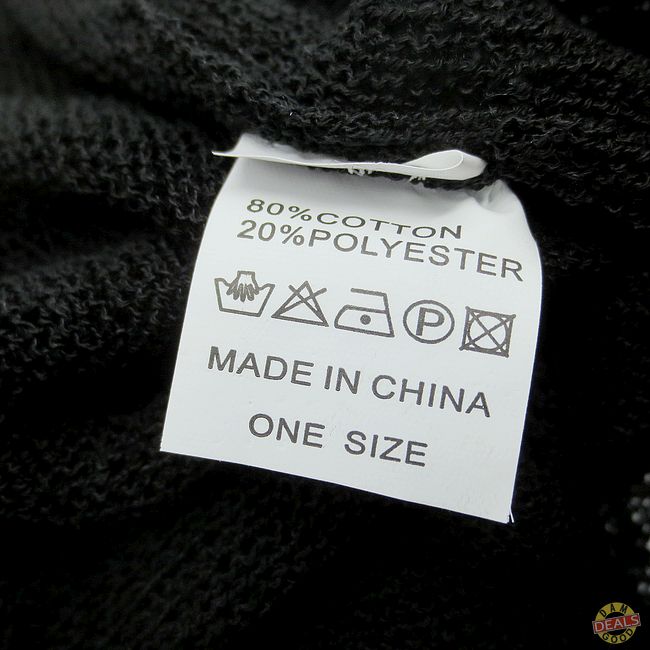 80%COTTON
20%POLYESTER
P
MADE IN CHINA
ONE SIZE
DAM
DEALS
GOOD